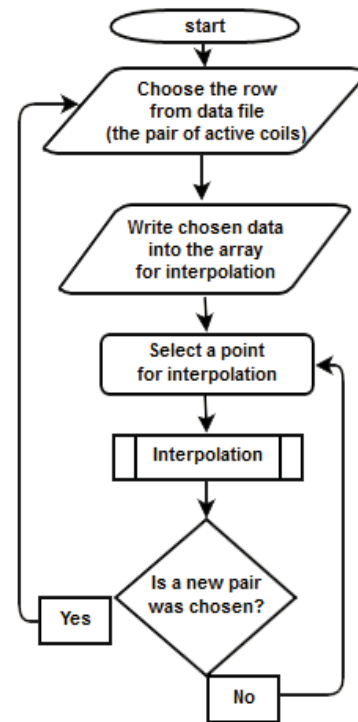 start
Choose the row
from data file
(the pair of active coils)
Write chosen data
into the array
for interpolation
Select a point
for interpolation
Interpolation
Is a new pair
was chosen?
Yes
No